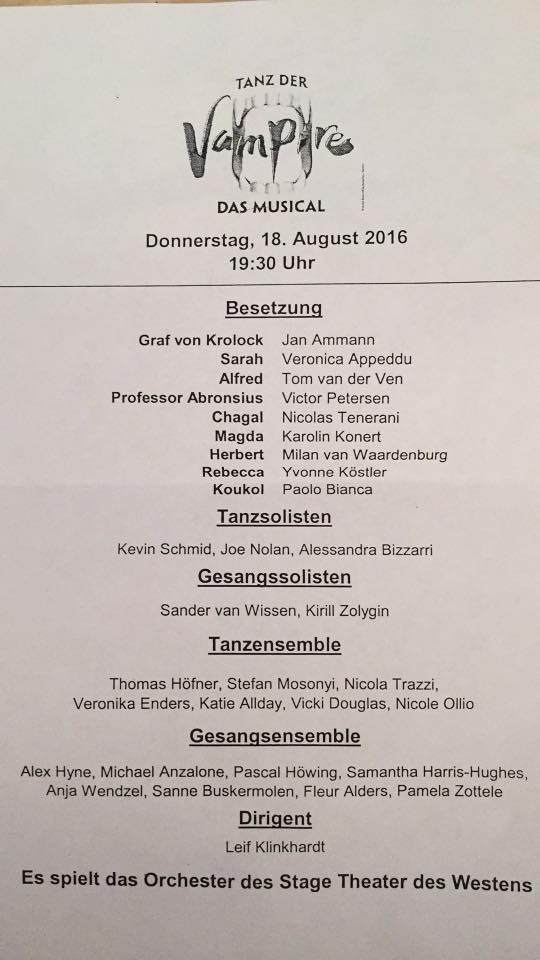 TANZ DER
Vampire
DAS MUSICAL
Donnerstag, 18. August 2016
19:30 Uhr
Besetzung
Graf von Krolock Jan Ammann
Sarah Veronica Appeddu
Alfred Tom van der Ven
Professor Abronsius Victor Petersen
Chagal Nicolas Tenerani
Magda Karolin Konert
Herbert Milan van Waardenburg
Rebecca Yvonne Köstler
Koukol Paolo Bianca
Tanzsolisten
Kevin Schmid, Joe Nolan, Alessandra Bizzarri
Gesangssolisten
Sander van Wissen, Kirill Zolygin
Tanzensemble
Thomas Höfner, Stefan Mosonyi, Nicola Trazzi,
Veronika Enders, Katie Allday, Vicki Douglas, Nicole Ollio
Gesangsensemble
Alex Hyne, Michael Anzalone, Pascal Höwing, Samantha Harris-Hughes,
Anja Wendzel, Sanne Buskermolen, Fleur Alders, Pamela Zottele
Dirigent
Leif Klinkhardt
Es spielt das Orchester des Stage Theater des Westens